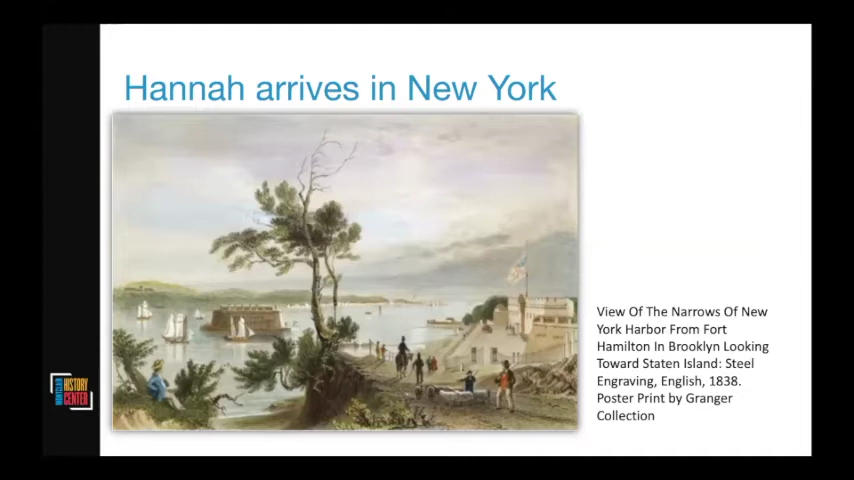 Hannah arrives in New York
View Of The Narrows Of New
York Harbor From Fort
Hamilton In Brooklyn Looking
Toward Staten Island: Steel
Engraving, English, 1838.
Poster Print by Granger
Collection
MONTCLAIR
HISTORY
CENTER